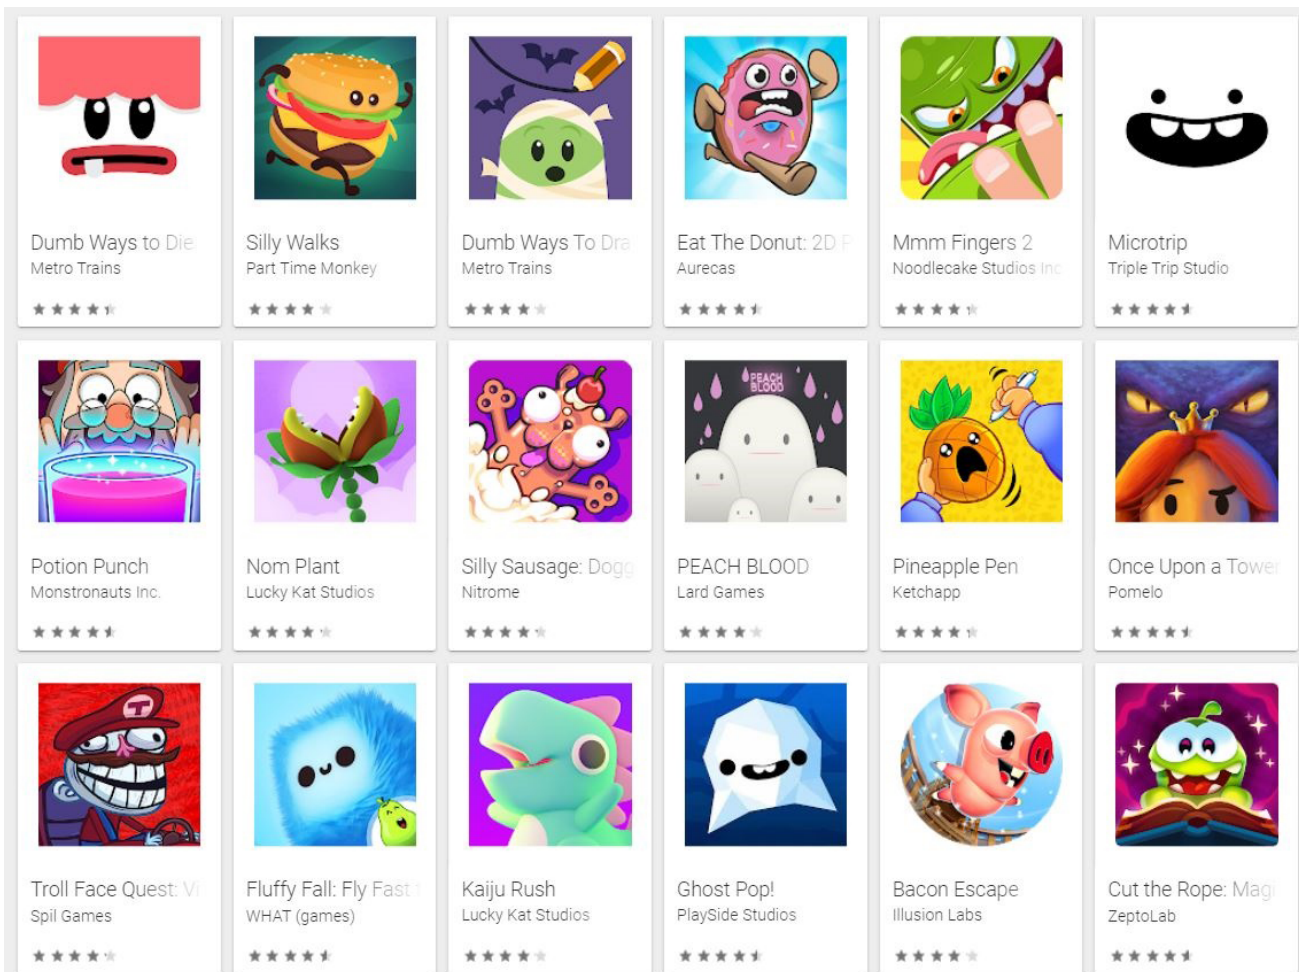 Dumb Ways to Die
Metro Trains
Silly Walks
Part Time Monkey
Dumb Ways To Dra
Metro Trains
Eat The Donut: 2D
Aurecas
Mmm Fingers 2
Noodlecake Studios Inc
Microtrip
Triple Trip Studio
PEACH
BLOOD
Potion Punch
Monstronauts Inc.
Nom Plant
Lucky Kat Studios
Silly Sausage: Dogg
Nitrome
PEACH BLOOD
Lard Games
Pineapple Pen
Ketchapp
Once Upon a Tower
Pomelo
T
Troll Face Quest: Vi
Spil Games
Fluffy Fall: Fly Fast
WHAT (games)
Kaiju Rush
Lucky Kat Studios
Ghost Pop!
PlaySide Studios
Bacon Escape
Illusion Labs
Cut the Rope: Magi
ZeptoLab